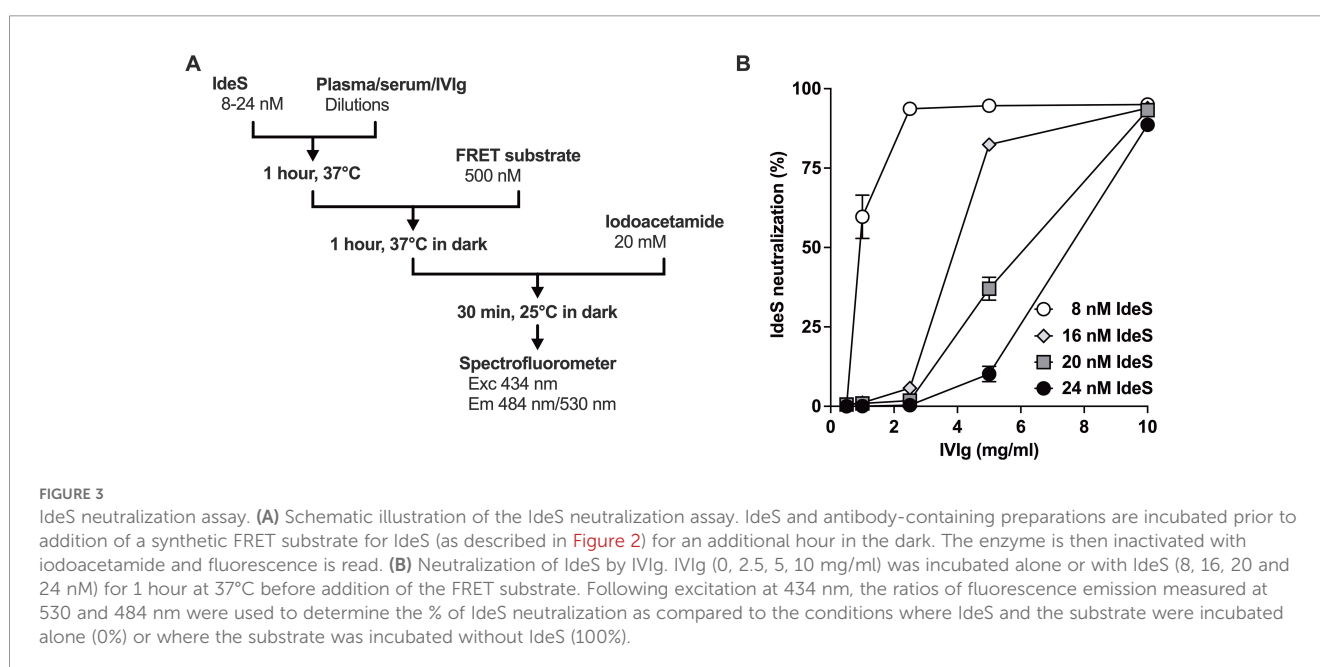 A
IdeS
8-24 nM
Plasma/serum/IVIg
Dilutions
1 hour, 37°C
FRET substrate
500 nM
1 hour, 37°C in dark
Iodoacetamide
20 mM
30 min, 25°C in dark
Spectrofluorometer
Exc 434 nm
Em 484 nm/530 nm
B
IdeS neutralization (%)
100
75
50
25
0
0 2 4 6 8 10
IVIg (mg/ml)
8 nM IdeS
16 nM IdeS
20 nM IdeS
24 nM IdeS
FIGURE 3
IdeS neutralization assay. (A) Schematic illustration of the IdeS neutralization assay. IdeS and antibody-containing preparations are incubated prior to
addition of a synthetic FRET substrate for IdeS (as described in Figure 2) for an additional hour in the dark. The enzyme is then inactivated with
iodoacetamide and fluorescence is read. (B) Neutralization of IdeS by IVIg. IVIg (0, 2.5, 5, 10 mg/ml) was incubated alone or with IdeS (8, 16, 20 and
24 nM) for 1 hour at 37°C before addition of the FRET substrate. Following excitation at 434 nm, the ratios of fluorescence emission measured at
530 and 484 nm were used to determine the % of IdeS neutralization as compared to the conditions where IdeS and the substrate were incubated
alone (0%) or where the substrate was incubated without IdeS (100%).